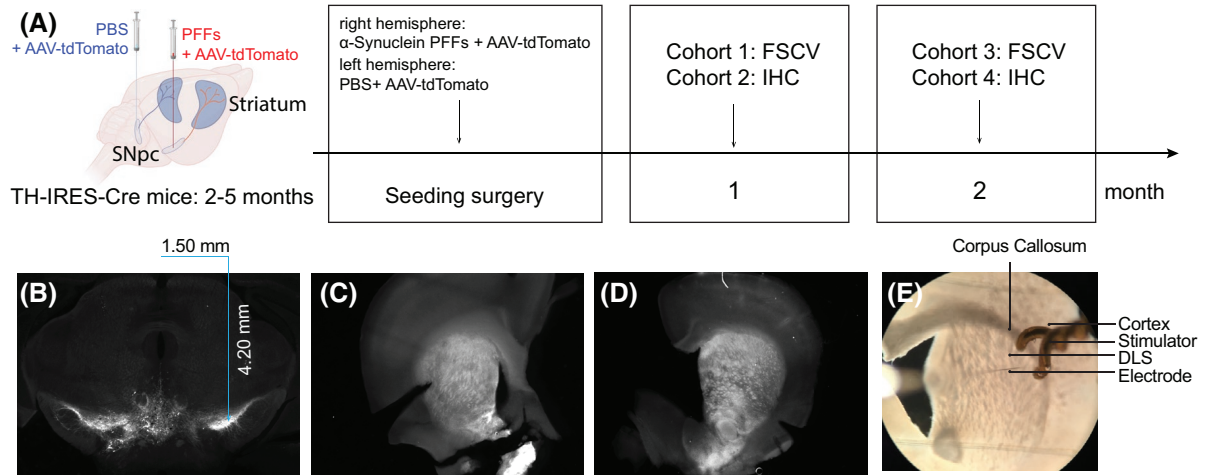 (A)
PBS
+ AAV-tdTomato
PFFs
+ AAV-tdTomato
Striatum
SNpc
TH-IRES-Cre mice: 2-5 months
right hemisphere:
α-Synuclein PFFs + AAV-tdTomato
left hemisphere:
PBS+ AAV-tdTomato
Seeding surgery
Cohort 1: FSCV
Cohort 2: IHC
1
Cohort 3: FSCV
Cohort 4: IHC
2
month
1.50 mm
(B)
4.20 mm
(C)
(D)
Corpus Callosum
(E)
Cortex
Stimulator
DLS
Electrode